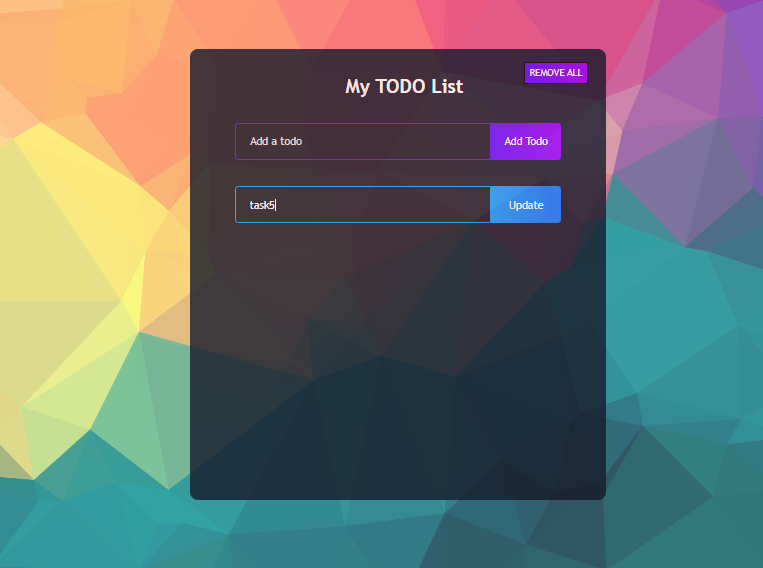 REMOVE ALL
My TODO List
Add a todo
Add Todo
task5
Update